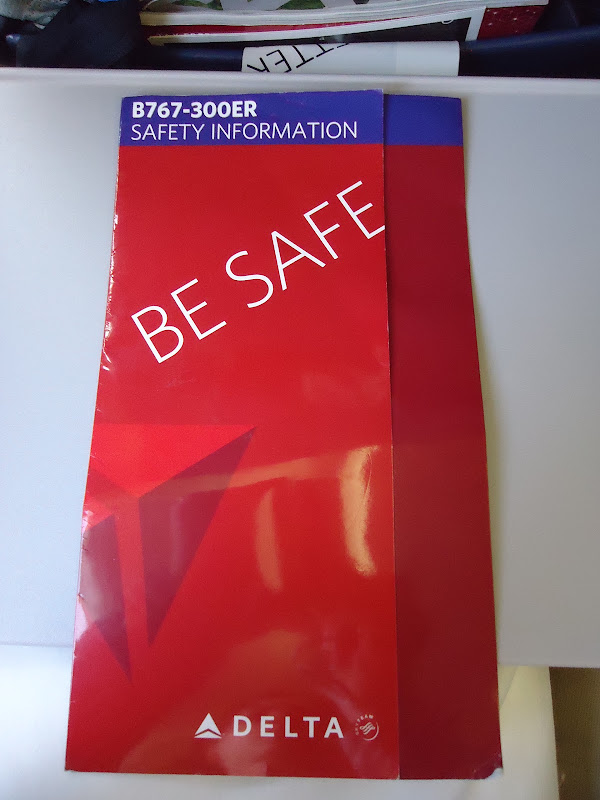 B767-300ER
SAFETY INFORMATION
BE SAFE
DELTA